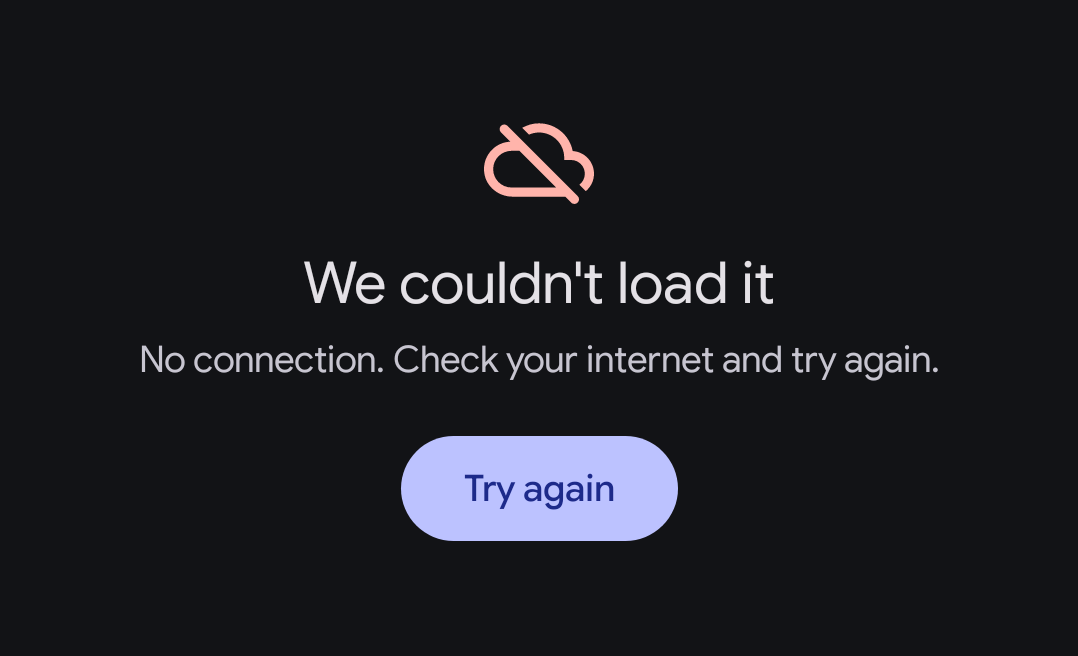 We couldn't load it
No connection. Check your internet and try again.
Try again